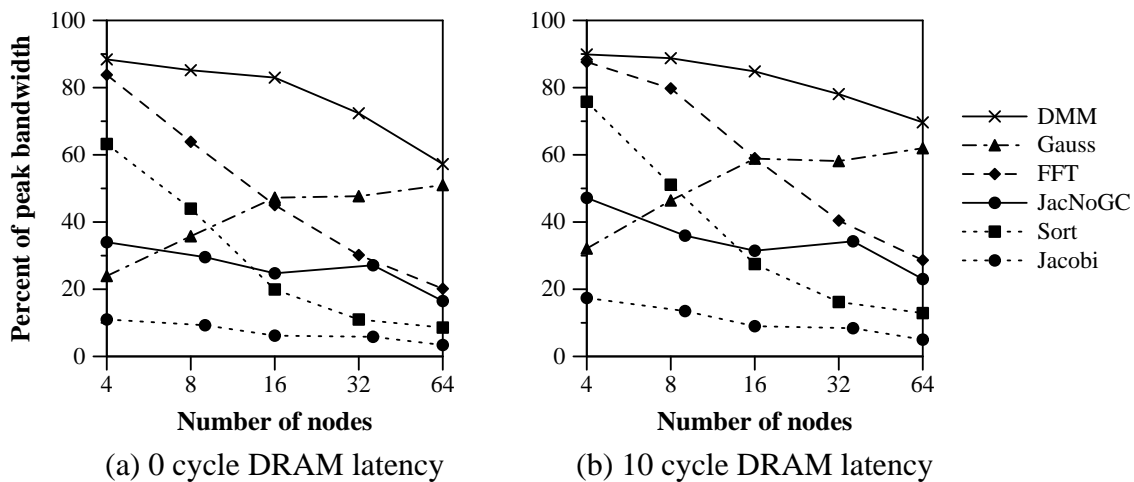 100
80
60
40
20
0
Percent of peak bandwidth
4 8 16 32 64
Number of nodes
(a) 0 cycle DRAM latency
100
80
60
40
20
0
4 8 16 32 64
Number of nodes
(b) 10 cycle DRAM latency
DMM
Gauss
FFT
JacNoGC
Sort
Jacobi